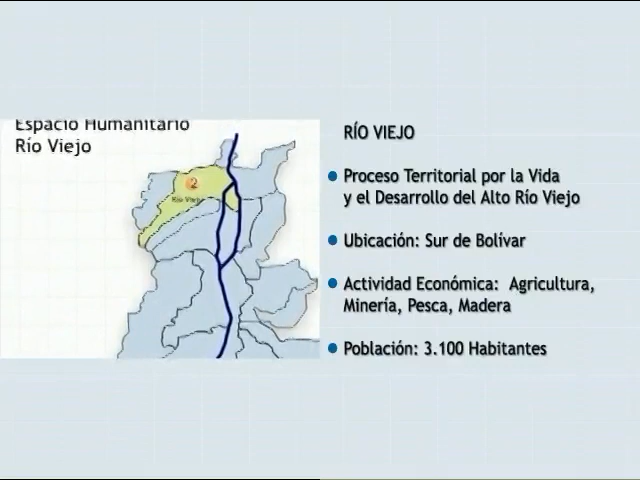 Espacio Humanitario
Río Viejo
2
Río Viejo
RÍO VIEJO
Proceso Territorial por la Vida
y el Desarrollo del Alto Río Viejo
Ubicación: Sur de Bolívar
Actividad Económica: Agricultura,
Minería, Pesca, Madera
Población: 3.100 Habitantes